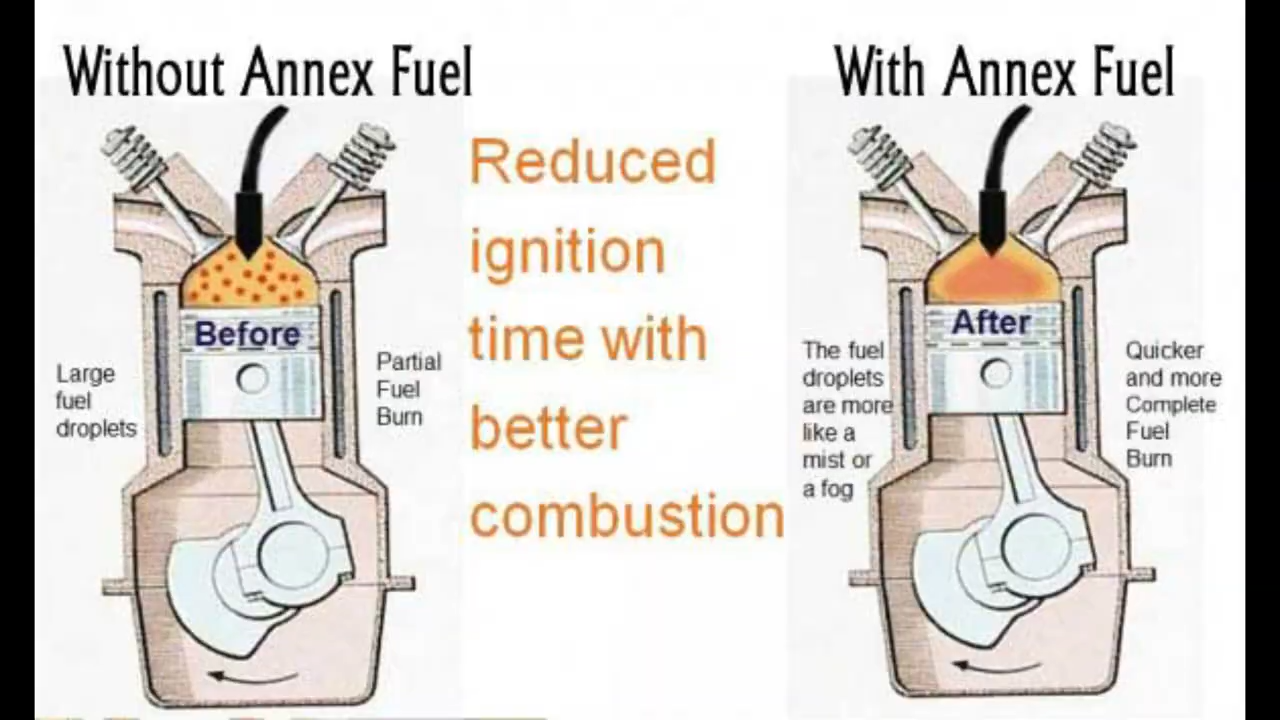 Without Annex Fuel
With Annex Fuel
Reduced
ignition
time with
better
combustion
Before
Large
fuel
droplets
Partial
Fuel
Burn
After
The fuel
droplets
are more
like a
mist or
a fog
Quicker
and more
Complete
Fuel
Burn